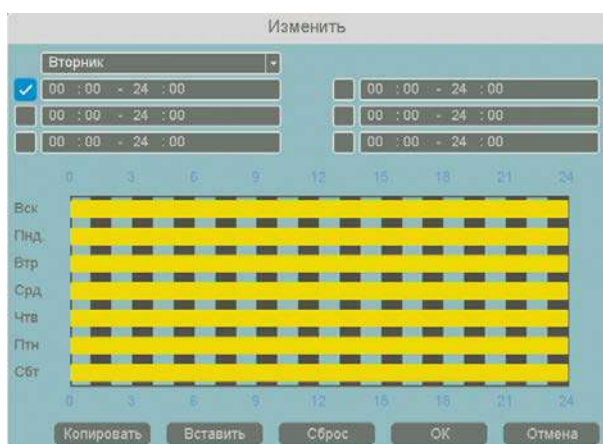 Изменить
Вторник
00 : 00 - 24 : 00 00 : 00 - 24 : 00
00 : 00 - 24 : 00 00 : 00 - 24 : 00
00 : 00 - 24 : 00 00 : 00 - 24 : 00
0 3 6 9 12 15 18 21 24
Вск
Пнд
Втр
Срд
Чтв
Птн
Сбт
0 3 6 9 12 15 18 21 24
Копировать Вставить Сброс ОК Отмена